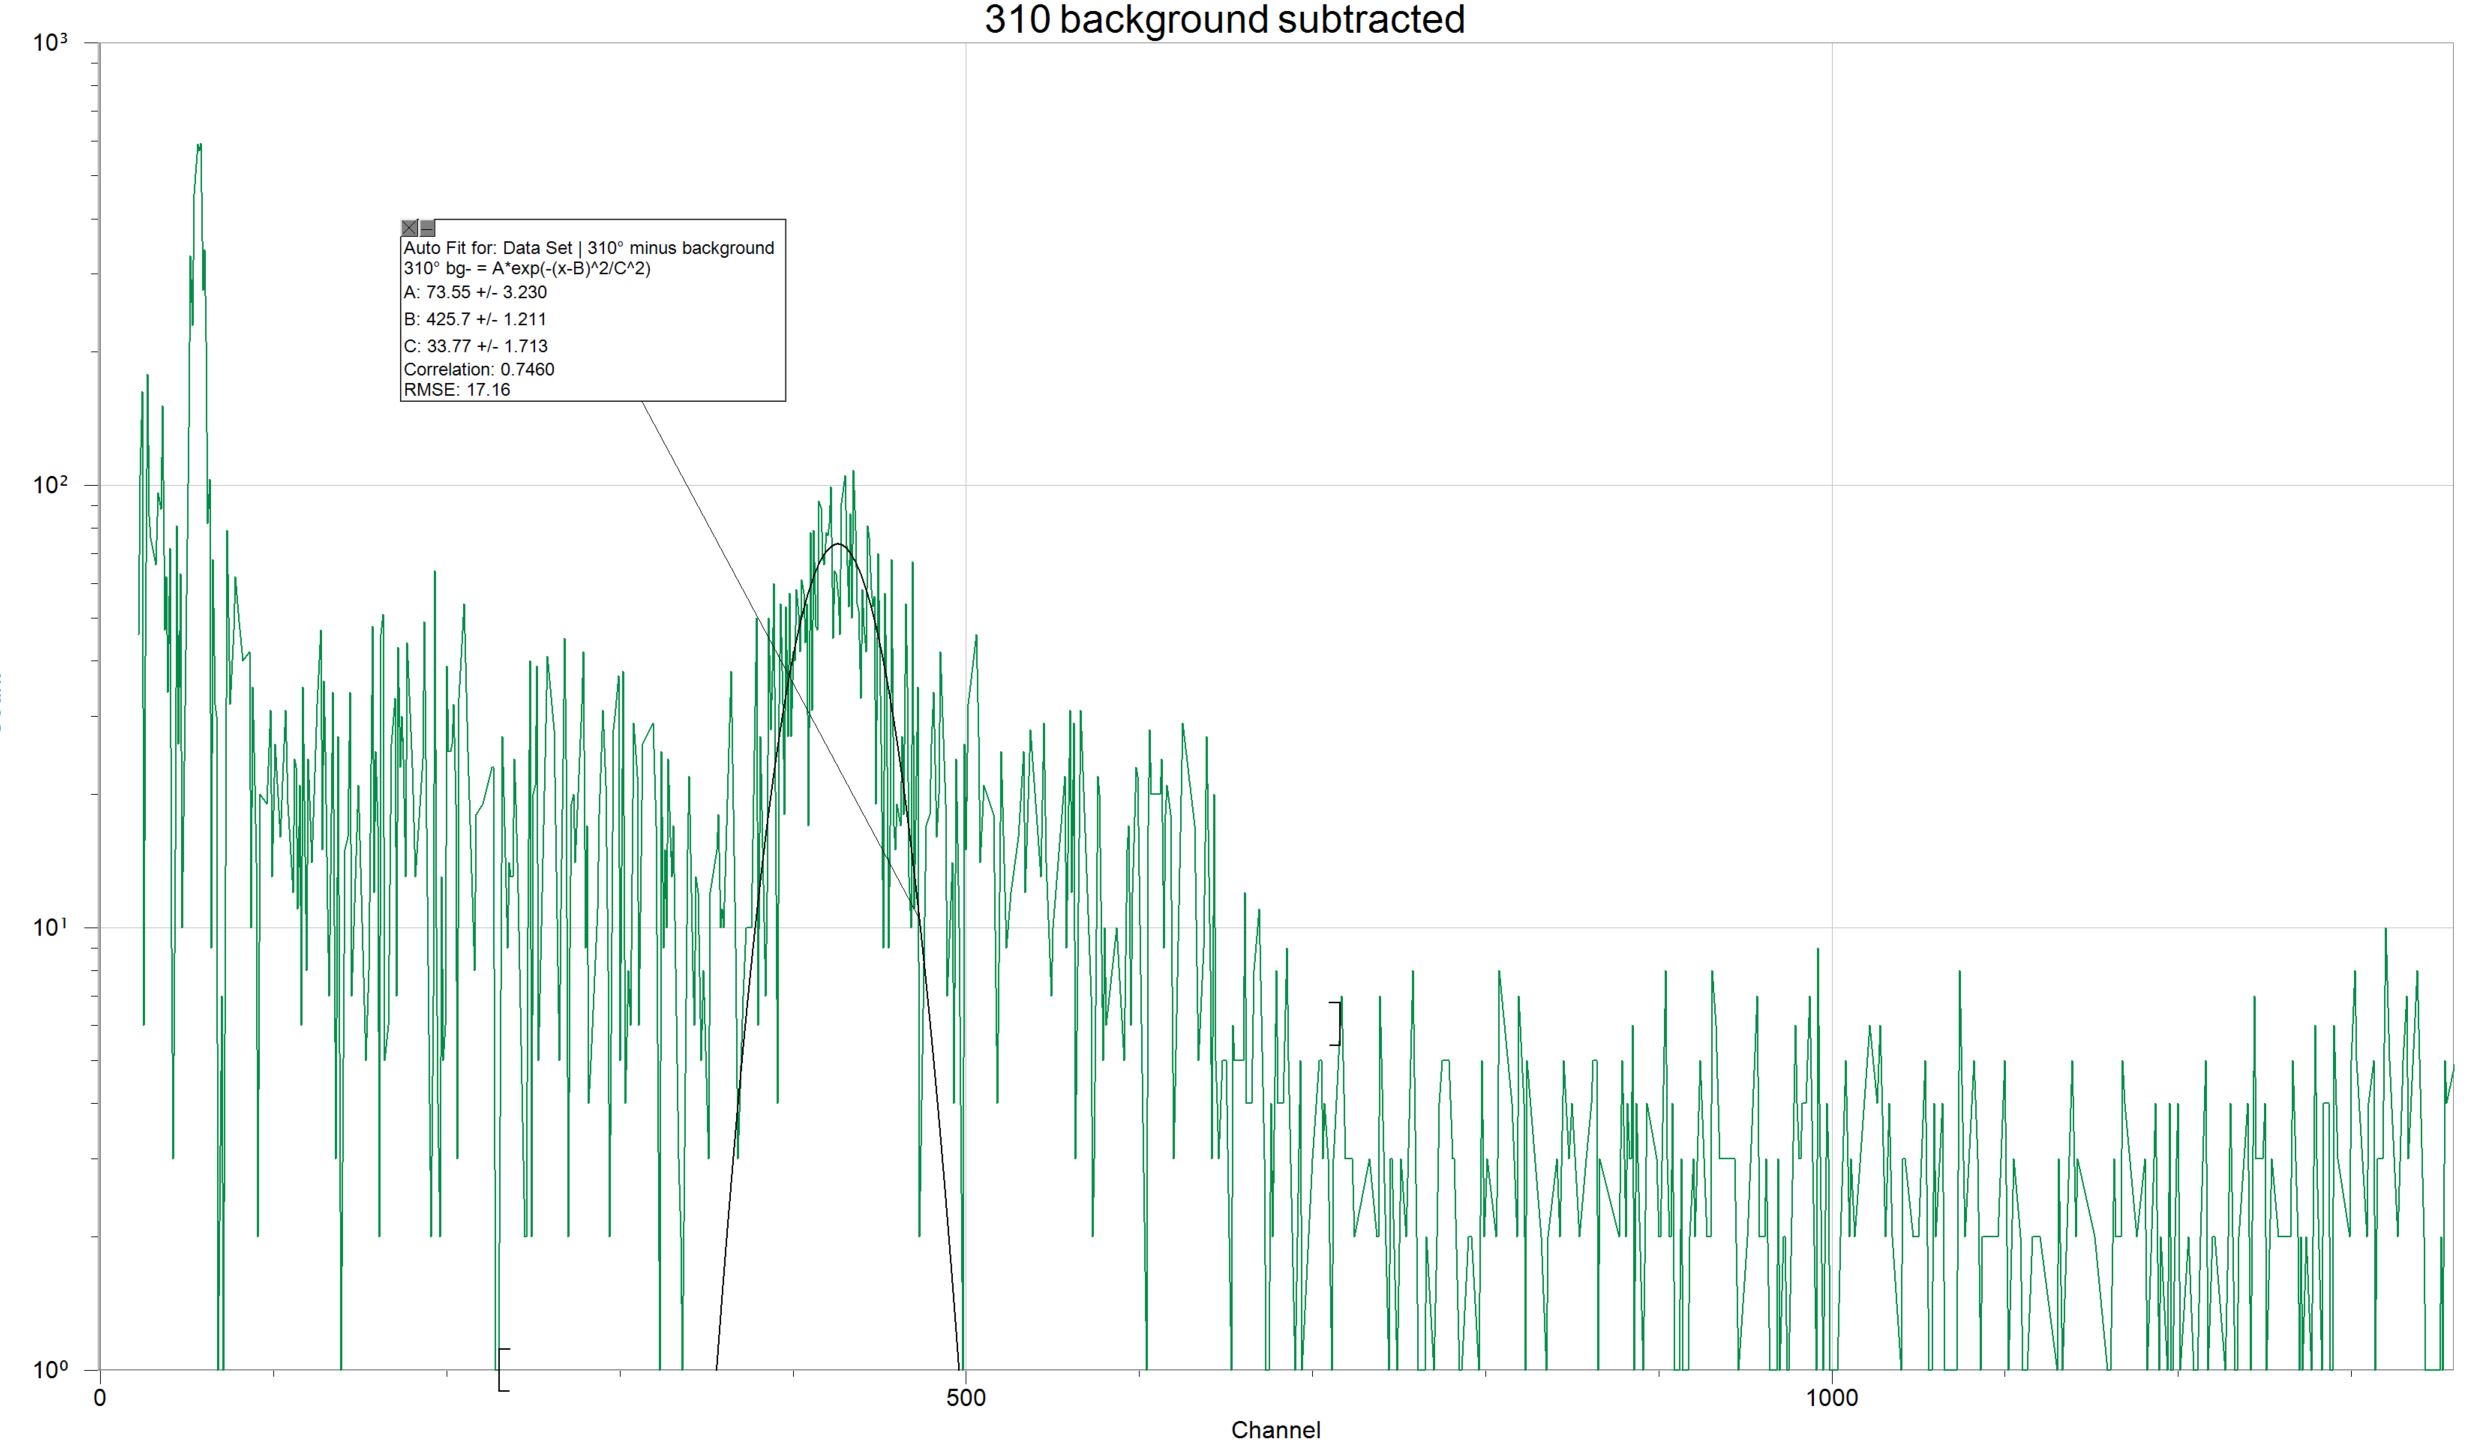 310 background subtracted
10³
Auto Fit for: Data Set | 310° minus background
310° bg- = A*exp(-(x-B)^2/C^2)
A: 73.55 +/- 3.230
B: 425.7 +/- 1.211
C: 33.77 +/- 1.713
Correlation: 0.7460
RMSE: 17.16
10²
10¹
10⁰
0 500 1000
Channel